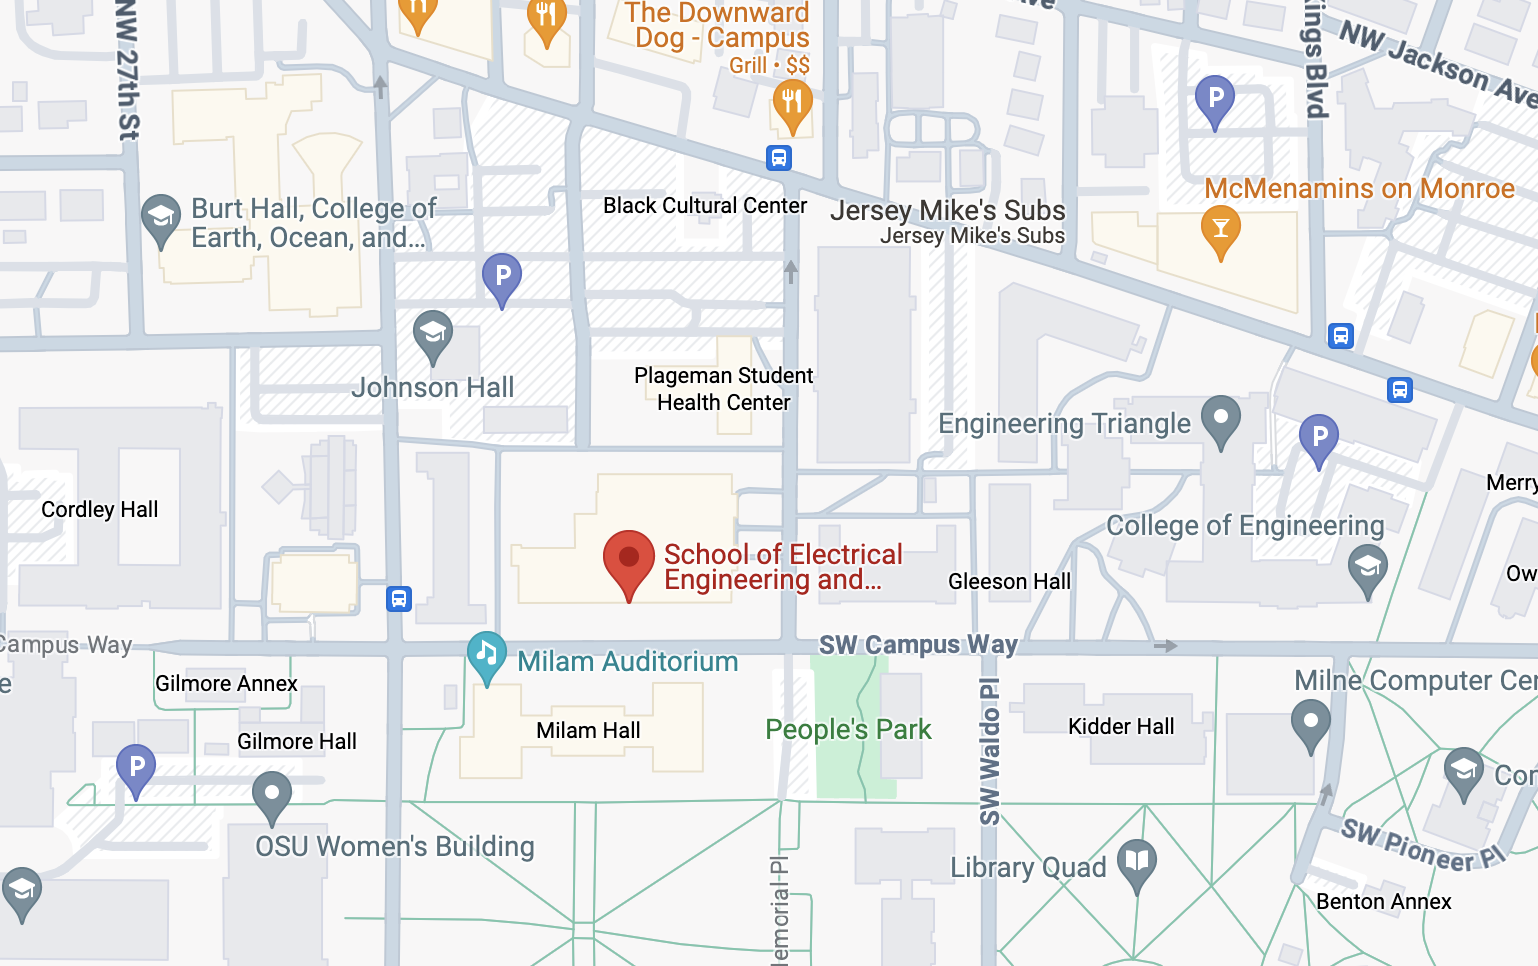 The Downward
Dog - Campus
Grill • $$
NW 27th St
Kings Blvd
NW Jackson Ave
P
McMenamins on Monroe
Burt Hall, College of
Earth, Ocean, and...
Black Cultural Center
Jersey Mike's Subs
Jersey Mike's Subs
P
Johnson Hall
Plageman Student
Health Center
Engineering Triangle
P
Merry
Cordley Hall
College of Engineering
School of Electrical
Engineering and...
Gleeson Hall
Ow
Campus Way
SW Campus Way
Milam Auditorium
Gilmore Annex
Milne Computer Cen
SW Waldo Pl
Milam Hall
People's Park
Kidder Hall
Gilmore Hall
P
Con
OSU Women's Building
SW Pioneer Pl
Library Quad
Memorial Pl
Benton Annex